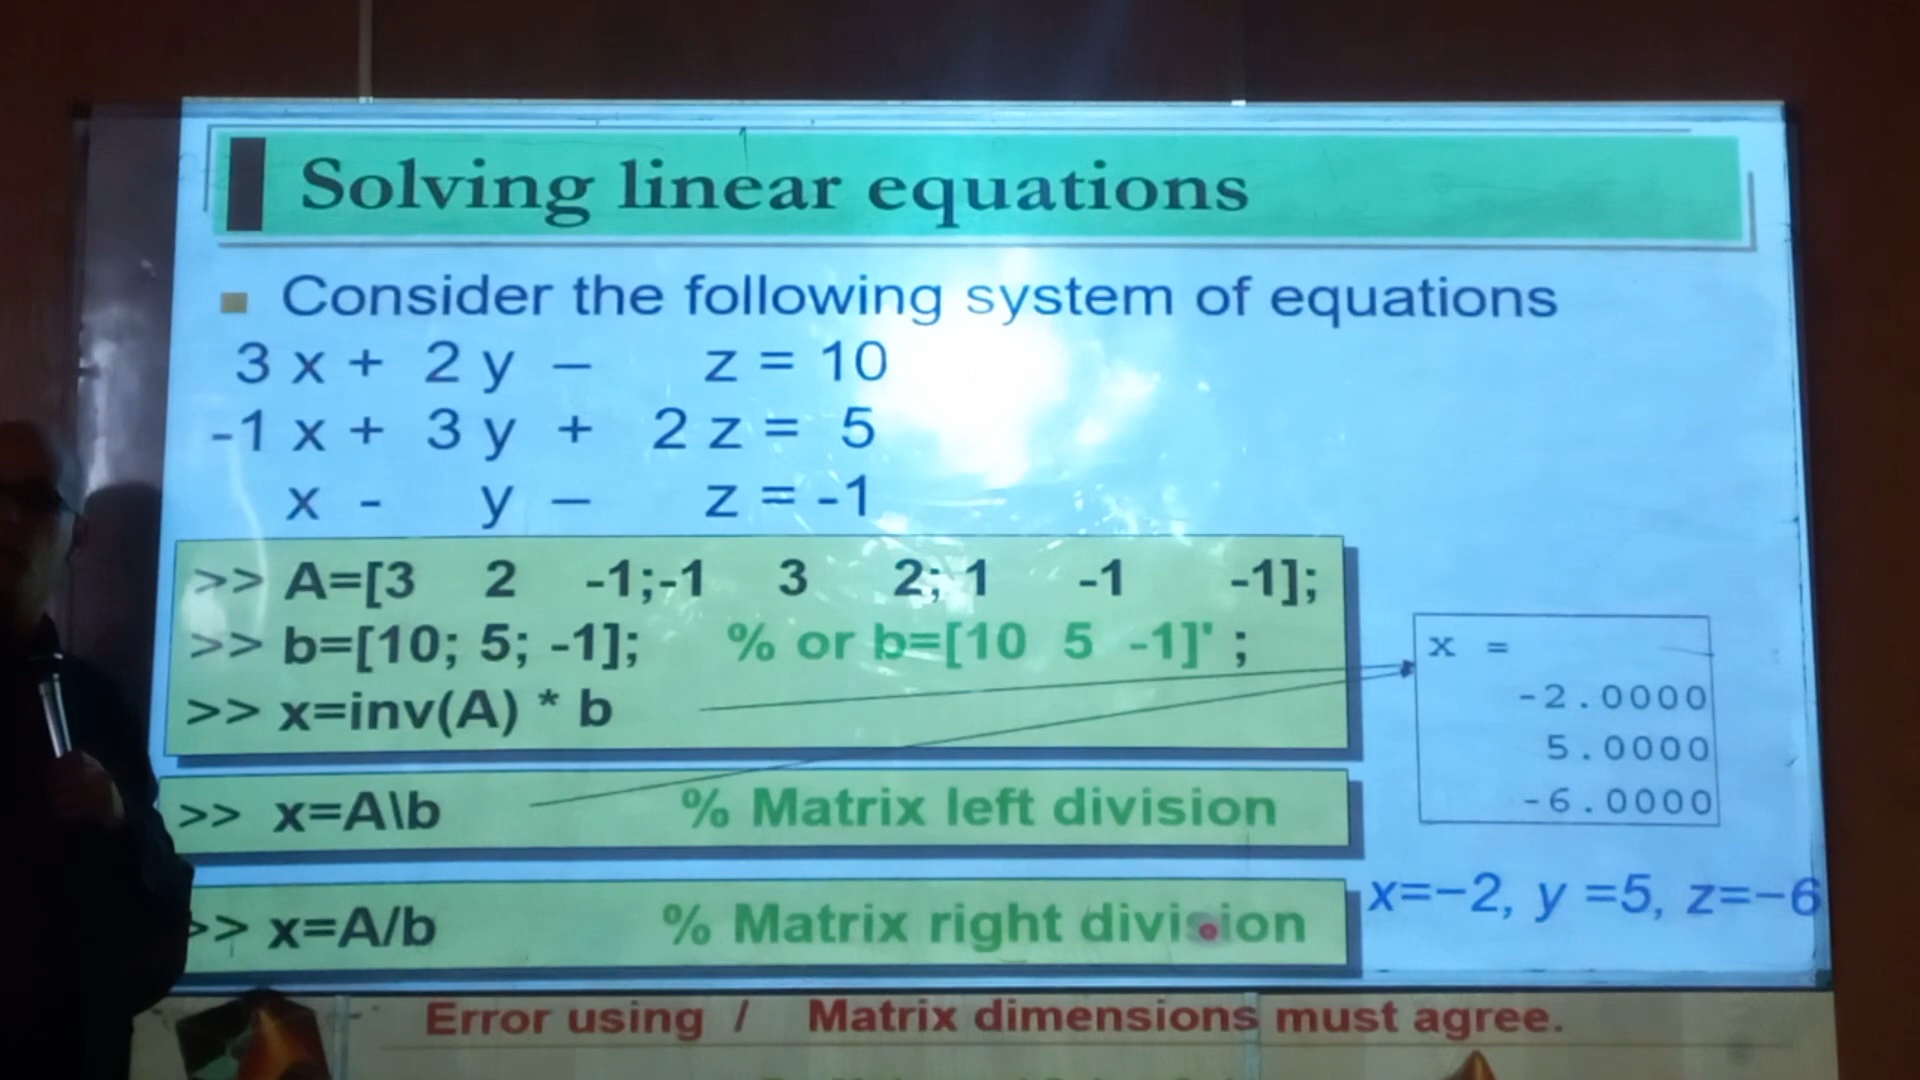 Solving linear equations
Consider the following system of equations
3 x + 2 y – z = 10
-1 x + 3 y + 2 z = 5
x - y – z = -1
>> A=[3 2 -1;-1 3 2; 1 -1 -1];
>> b=[10; 5; -1]; % or b=[10 5 -1]' ;
>> x=inv(A) * b
x =
-2.0000
5.0000
-6.0000
>> x=A\b % Matrix left division
>> x=A/b % Matrix right division
x=−2, y =5, z=−6
Error using / Matrix dimensions must agree.